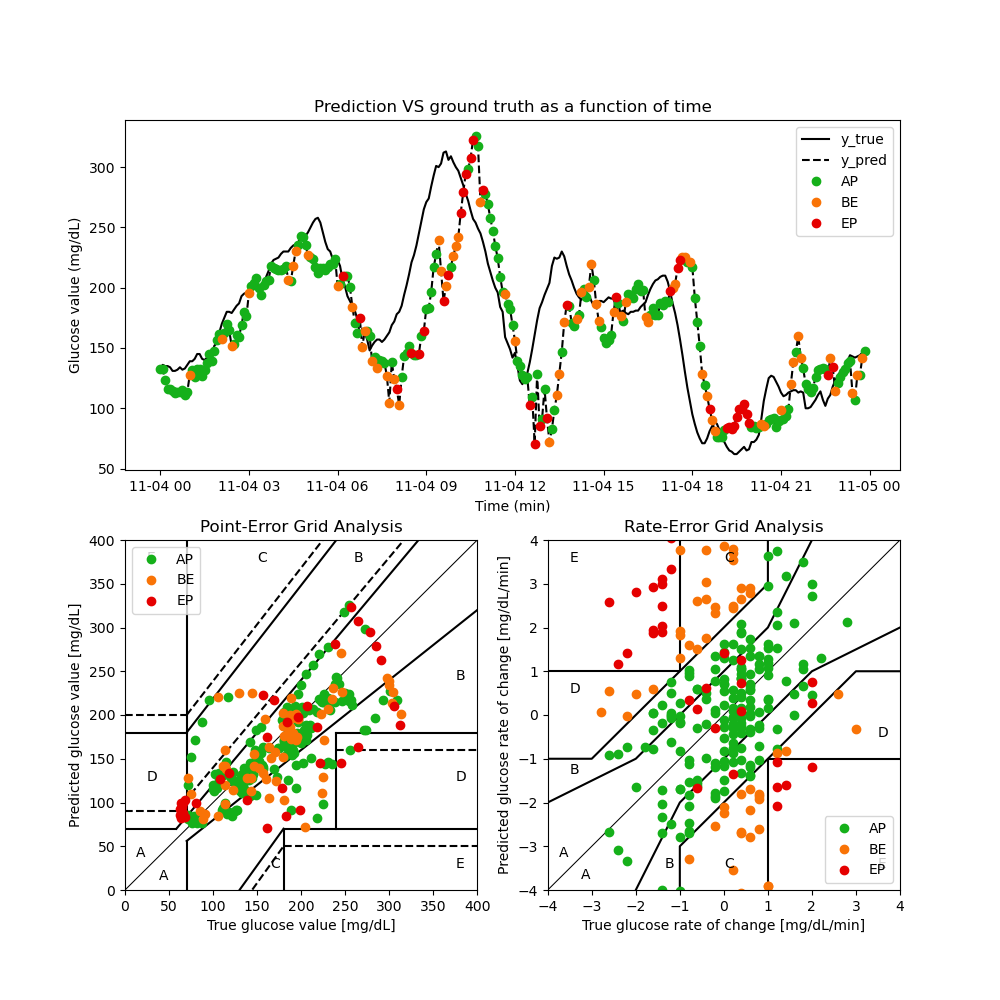 Prediction VS ground truth as a function of time
Glucose value (mg/dL)
300
250
200
150
100
50
y_true
y_pred
AP
BE
EP
11-04 00 11-04 03 11-04 06 11-04 09 11-04 12 11-04 15 11-04 18 11-04 21 11-05 00
Time (min)
Point-Error Grid Analysis
Predicted glucose value [mg/dL]
400
350
300
250
200
150
100
50
0
AP
BE
EP
C
B
B
D
D
A
A
C
E
0 50 100 150 200 250 300 350 400
True glucose value [mg/dL]
Rate-Error Grid Analysis
Predicted glucose rate of change [mg/dL/min]
4
3
2
1
0
−1
−2
−3
−4
E
C
D
D
B
A
A
B
C
AP
BE
EP
−4 −3 −2 −1 0 1 2 3 4
True glucose rate of change [mg/dL/min]